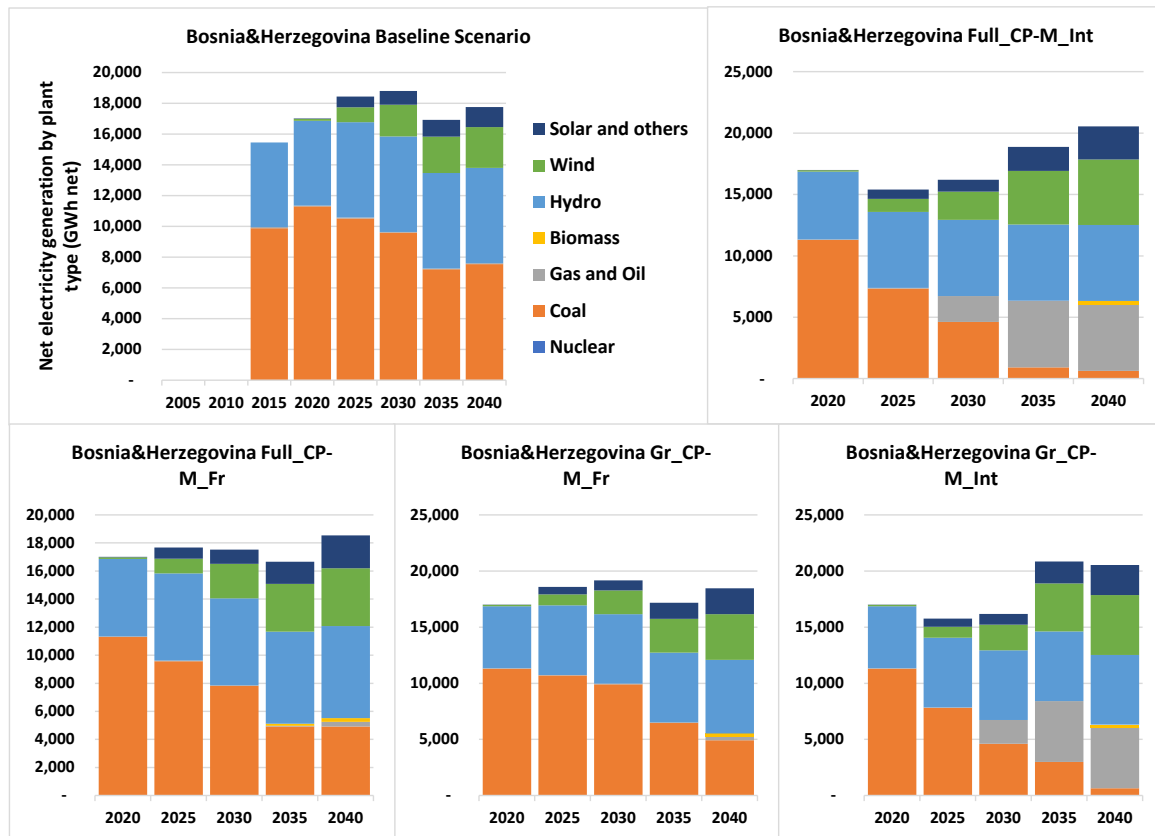 Bosnia&Herzegovina Baseline Scenario
Net electricity generation by plant
type (GWh net)
20,000
18,000
16,000
14,000
12,000
10,000
8,000
6,000
4,000
2,000
-
2005 2010 2015 2020 2025 2030 2035 2040
Solar and others
Wind
Hydro
Biomass
Gas and Oil
Coal
Nuclear
Bosnia&Herzegovina Full_CP-M_Int
25,000
20,000
15,000
10,000
5,000
-
2020 2025 2030 2035 2040
Bosnia&Herzegovina Full_CP-
M_Fr
20,000
18,000
16,000
14,000
12,000
10,000
8,000
6,000
4,000
2,000
-
2020 2025 2030 2035 2040
Bosnia&Herzegovina Gr_CP-
M_Fr
25,000
20,000
15,000
10,000
5,000
-
2020 2025 2030 2035 2040
Bosnia&Herzegovina Gr_CP-
M_Int
25,000
20,000
15,000
10,000
5,000
-
2020 2025 2030 2035 2040